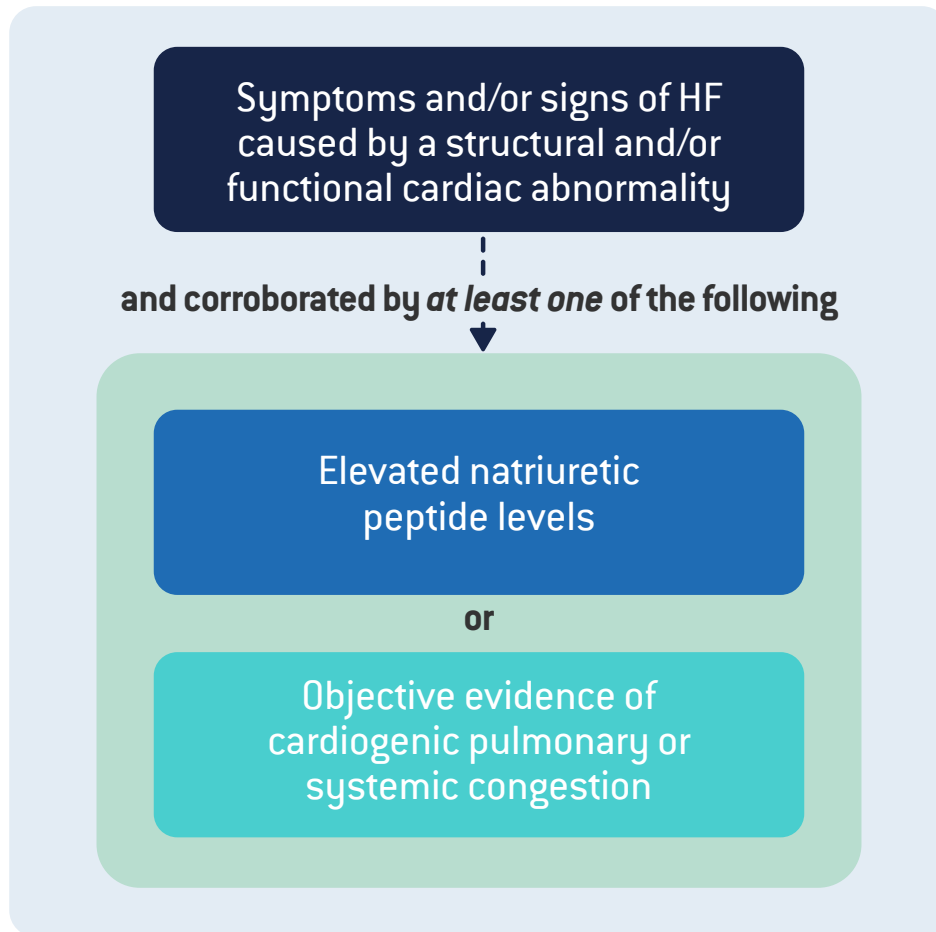 Symptoms and/or signs of HF
caused by a structural and/or
functional cardiac abnormality
and corroborated by at least one of the following
Elevated natriuretic
peptide levels
or
Objective evidence of
cardiogenic pulmonary or
systemic congestion